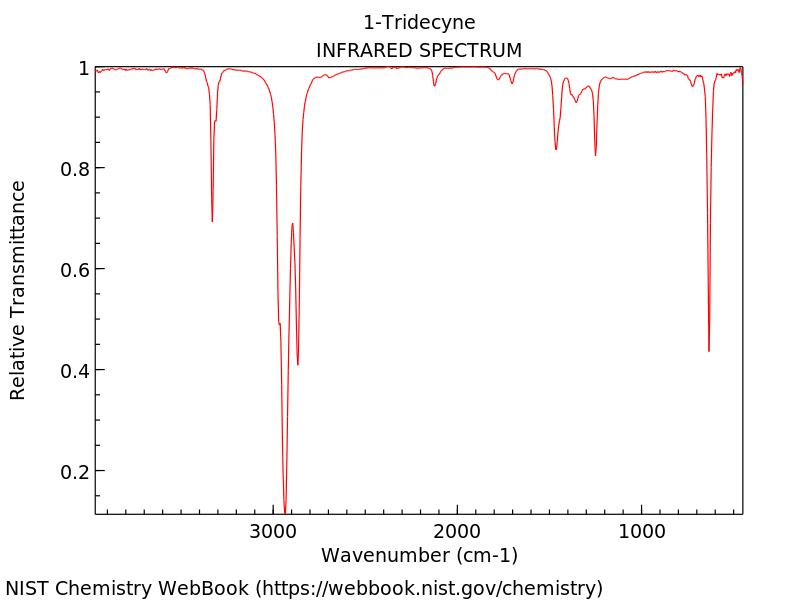 1-Tridecyne
INFRARED SPECTRUM
1
0.8
0.6
0.4
0.2
Relative Transmittance
3000 2000 1000
Wavenumber (cm-1)
NIST Chemistry WebBook (https://webbook.nist.gov/chemistry)